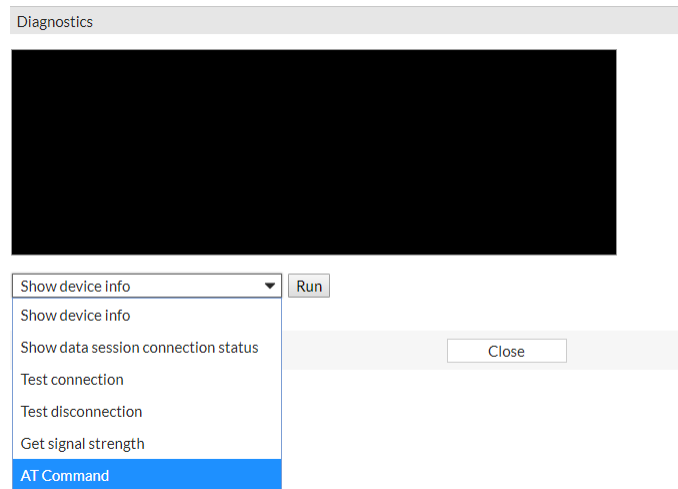 Diagnostics
Show device info
Run
Show device info
Show data session connection status
Close
Test connection
Test disconnection
Get signal strength
AT Command